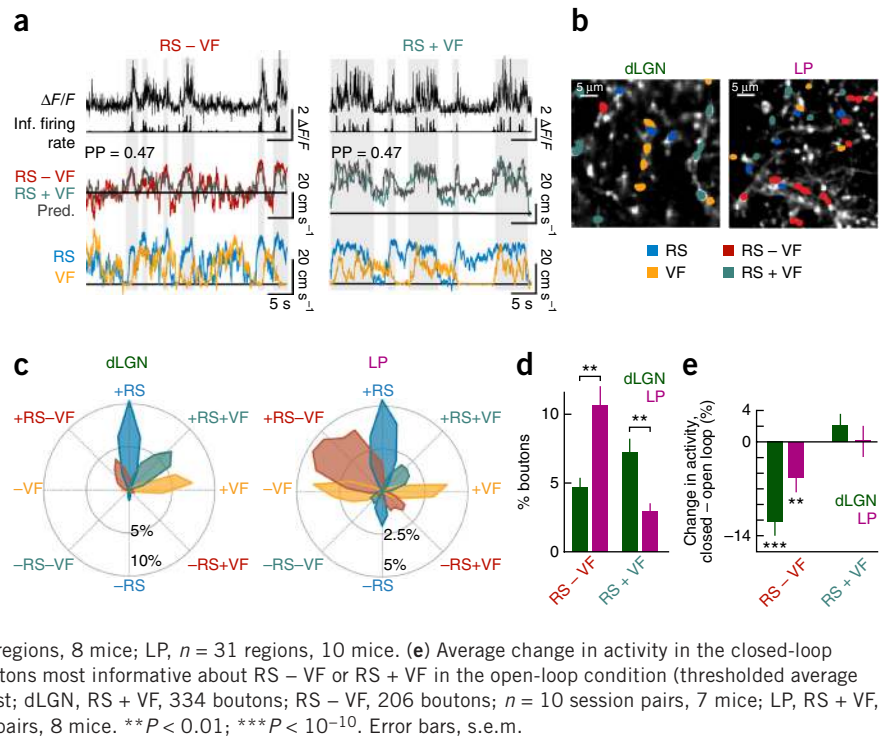 a
RS – VF
RS + VF
ΔF/F
Inf. firing
rate
2 ΔF/F
2 ΔF/F
PP = 0.47
PP = 0.47
RS – VF
RS + VF
Pred.
20 cm s⁻¹
20 cm s⁻¹
RS
VF
20 cm s⁻¹
20 cm s⁻¹
5 s
5 s
b
dLGN
LP
5 µm
5 µm
RS
RS – VF
VF
RS + VF
c
dLGN
LP
+RS
+RS–VF
+RS+VF
–VF
+VF
5%
10%
–RS–VF
–RS+VF
–RS
+RS
+RS–VF
+RS+VF
–VF
+VF
2.5%
5%
–RS–VF
–RS+VF
–RS
d
% boutons
10
5
0
**
**
dLGN
LP
RS – VF
RS + VF
e
Change in activity,
closed – open loop (%)
4
0
–14
***
**
dLGN
LP
RS – VF
RS + VF
regions, 8 mice; LP, n = 31 regions, 10 mice. (e) Average change in activity in the closed-loop
tons most informative about RS – VF or RS + VF in the open-loop condition (thresholded average
st; dLGN, RS + VF, 334 boutons; RS – VF, 206 boutons; n = 10 session pairs, 7 mice; LP, RS + VF,
pairs, 8 mice. **P < 0.01; ***P < 10⁻¹⁰. Error bars, s.e.m.